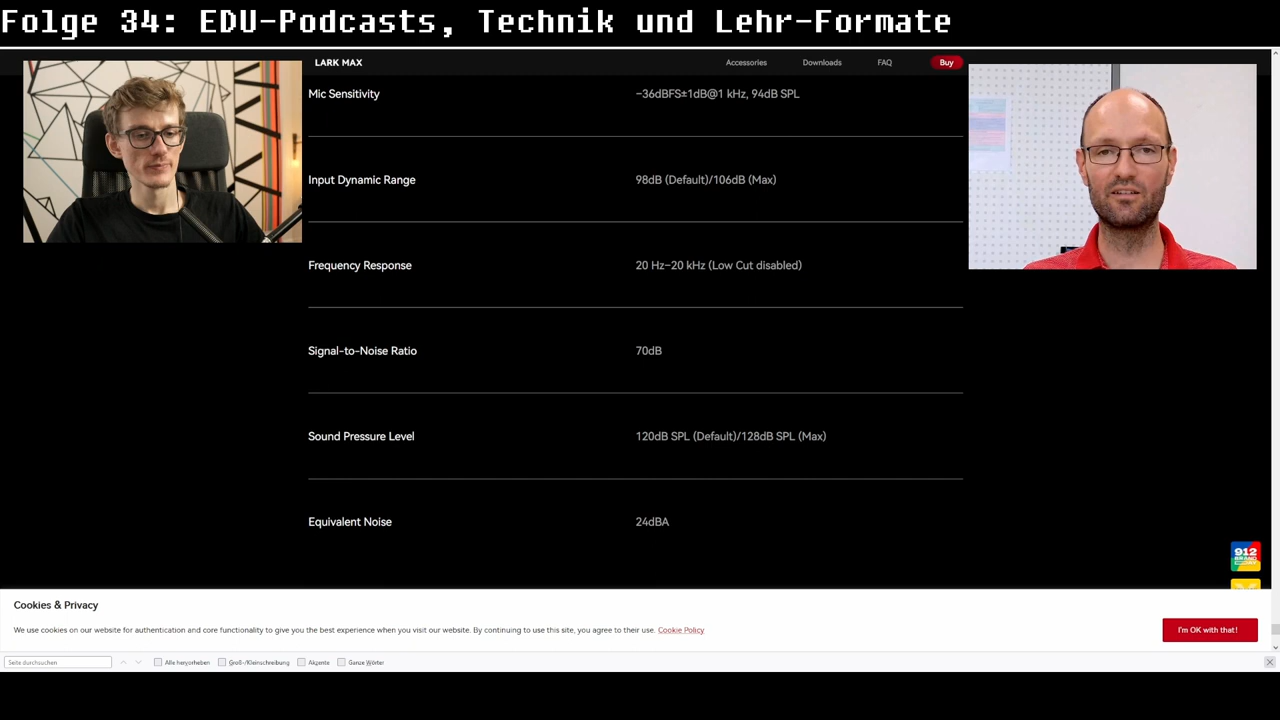 Folge 34: EDU-Podcasts, Technik und Lehr-Formate
LARK MAX
Accessories
Downloads
FAQ
Buy
Mic Sensitivity
−36dBFS±1dB@1 kHz, 94dB SPL
Input Dynamic Range
98dB (Default)/106dB (Max)
Frequency Response
20 Hz−20 kHz (Low Cut disabled)
Signal-to-Noise Ratio
70dB
Sound Pressure Level
120dB SPL (Default)/128dB SPL (Max)
Equivalent Noise
24dBA
912
BRAND
Cookies & Privacy
We use cookies on our website for authentication and core functionality to give you the best experience when you visit our website. By continuing to use this site, you agree to their use. Cookie Policy
I'm OK with that!
Seite durchsuchen
Alle hervorheben
Groß-/Kleinschreibung
Akzente
Ganze Wörter